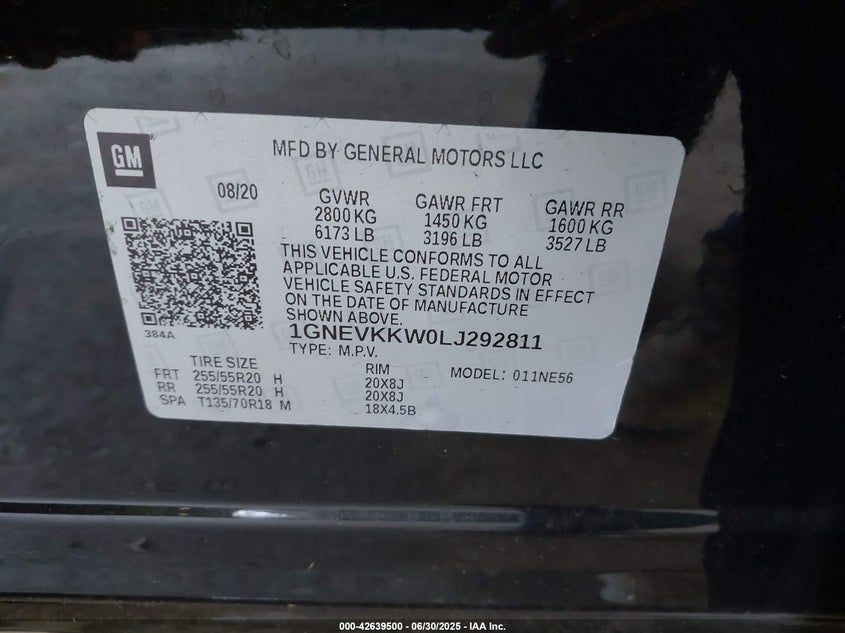 GM
MFD BY GENERAL MOTORS LLC
08/20
GVWR
2800 KG
6173 LB
GAWR FRT
1450 KG
3196 LB
GAWR RR
1600 KG
3527 LB
THIS VEHICLE CONFORMS TO ALL
APPLICABLE U.S. FEDERAL MOTOR
VEHICLE SAFETY STANDARDS IN EFFECT
ON THE DATE OF MANUFACTURE
SHOWN ABOVE.
384A
1GNEVKKW0LJ292811
TYPE: M.P.V.
TIRE SIZE
FRT 255/55R20 H
RR 255/55R20 H
SPA T135/70R18 M
RIM
20X8J
20X8J
18X4.5B
MODEL: 011NE56
000-42639500 - 06/30/2025 - IAA Inc.